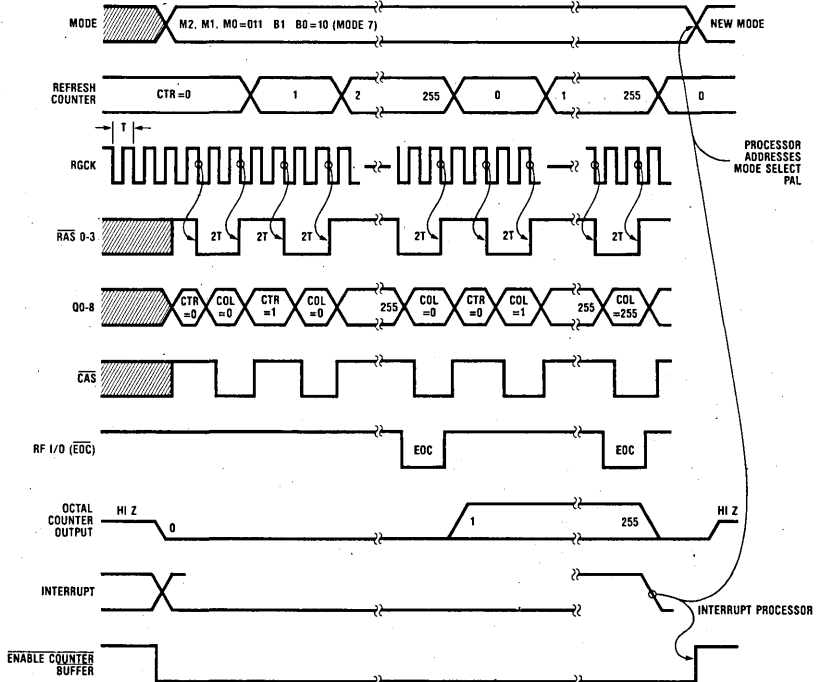 MODE
M2, M1, M0=011 B1 B0=10 (MODE 7)
NEW MODE
REFRESH
COUNTER
CTR=0
1
2
255
0
1
255
0
T
RGCK
PROCESSOR
ADDRESSES
MODE SELECT
PAL
RAS 0-3
2T
2T
2T
2T
2T
Q0-8
CTR
=0
COL
=0
CTR
=1
COL
=0
255
COL
=0
CTR
=0
COL
=1
255
COL
=255
CAS
RF I/O (EOC)
EOC
EOC
OCTAL
COUNTER
OUTPUT
HI Z
0
1
255
HI Z
INTERRUPT
INTERRUPT PROCESSOR
ENABLE COUNTER
BUFFER